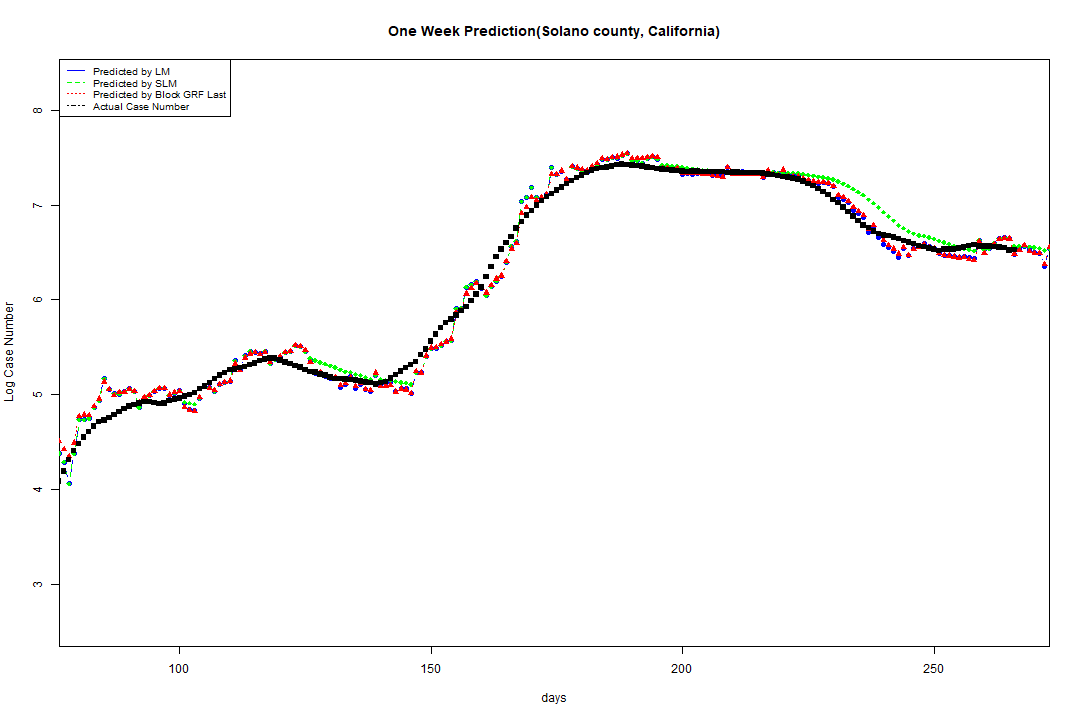 One Week Prediction(Solano county, California)
Predicted by LM
Predicted by SLM
Predicted by Block GRF Last
Actual Case Number
8
7
6
5
4
3
Log Case Number
100 150 200 250
days